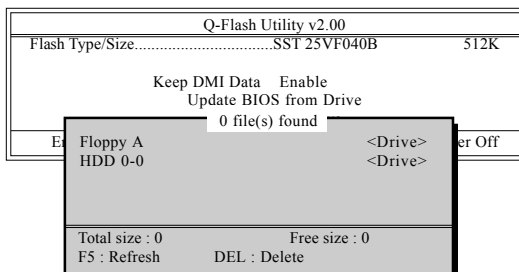 Q-Flash Utility v2.00
Flash Type/Size.................................SST 25VF040B 512K
Keep DMI Data Enable
Update BIOS from Drive
0 file(s) found
Floppy A <Drive>
HDD 0-0 <Drive>
Off
Total size : 0 Free size : 0
F5 : Refresh DEL : Delete